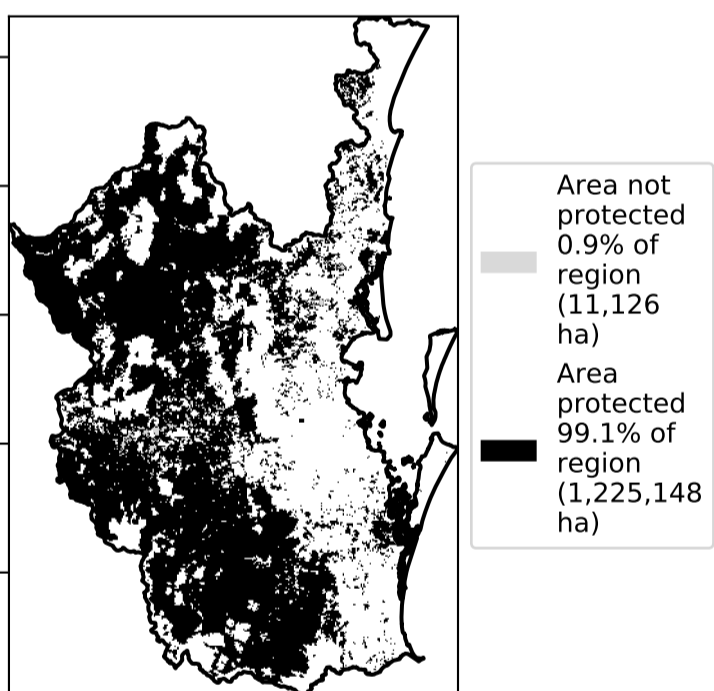 Area not
protected
0.9% of
region
(11,126
ha)
Area
protected
99.1% of
region
(1,225,148
ha)